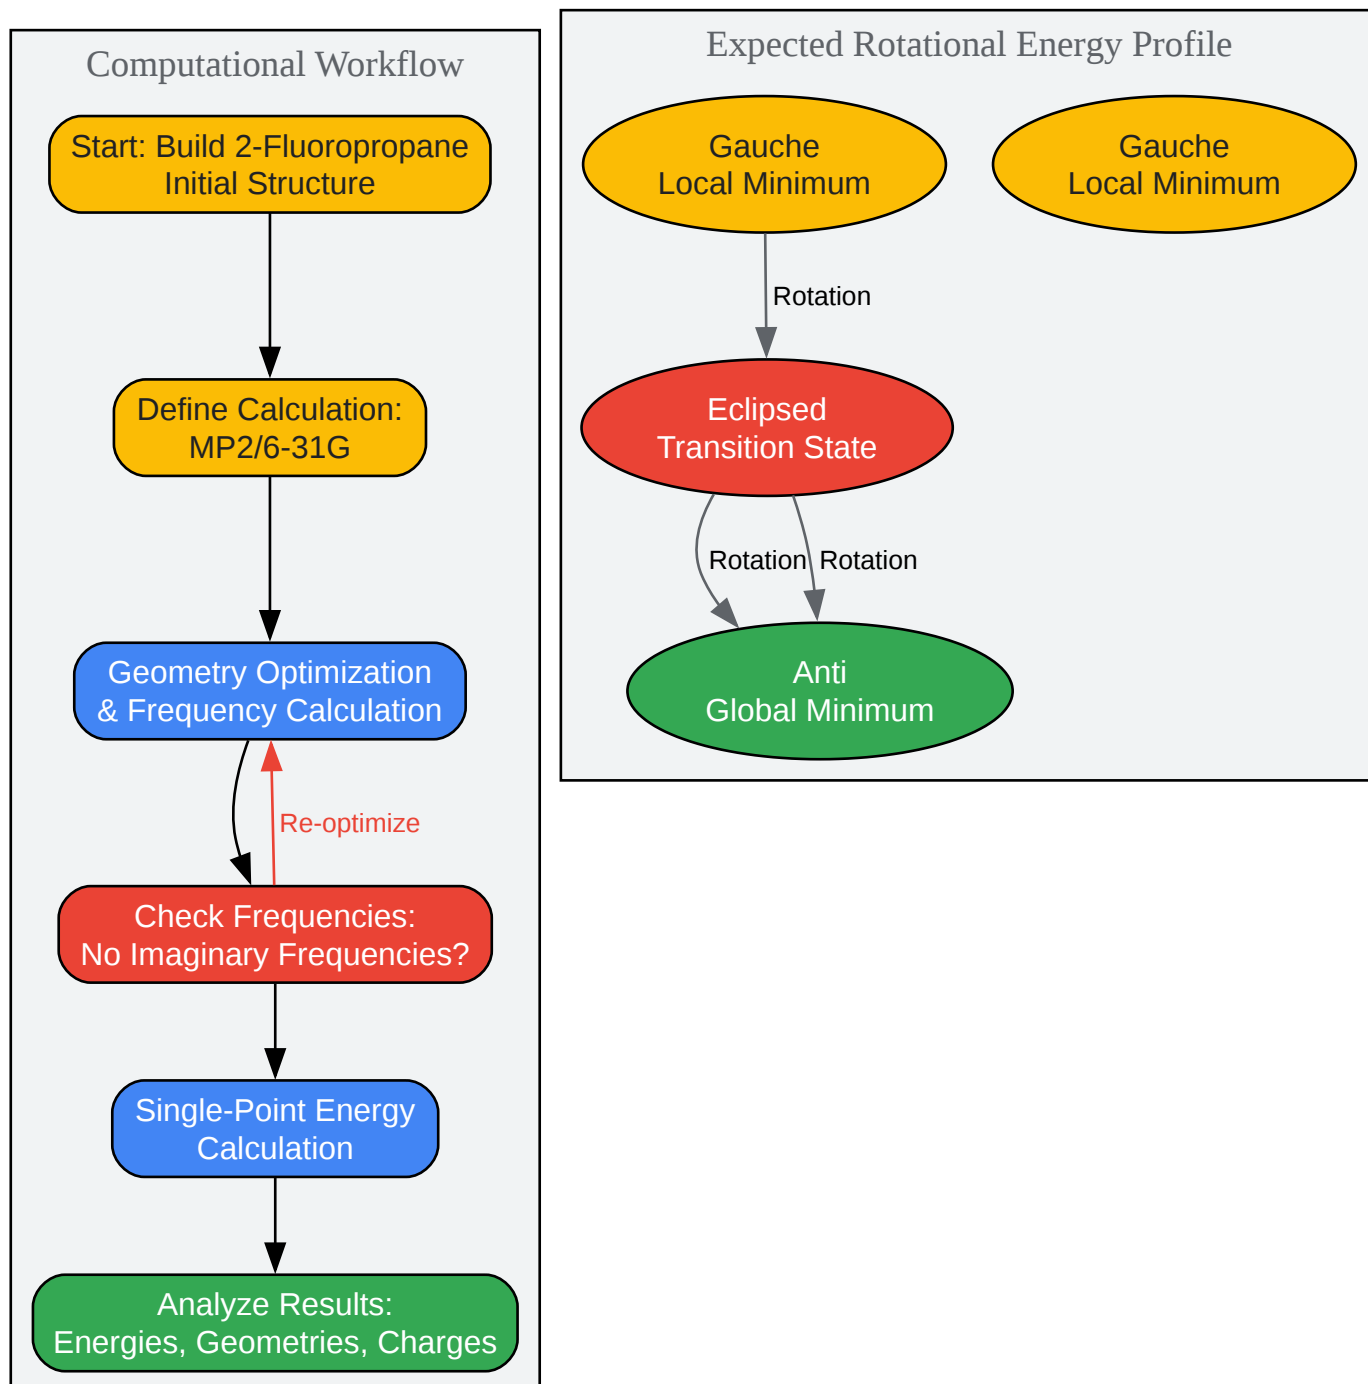 Computational Workflow
Start: Build 2-Fluoropropane
Initial Structure
Define Calculation:
MP2/6-31G
Geometry Optimization
& Frequency Calculation
Re-optimize
Check Frequencies:
No Imaginary Frequencies?
Single-Point Energy
Calculation
Analyze Results:
Energies, Geometries, Charges
Expected Rotational Energy Profile
Gauche
Local Minimum
Gauche
Local Minimum
Rotation
Eclipsed
Transition State
Rotation
Rotation
Anti
Global Minimum